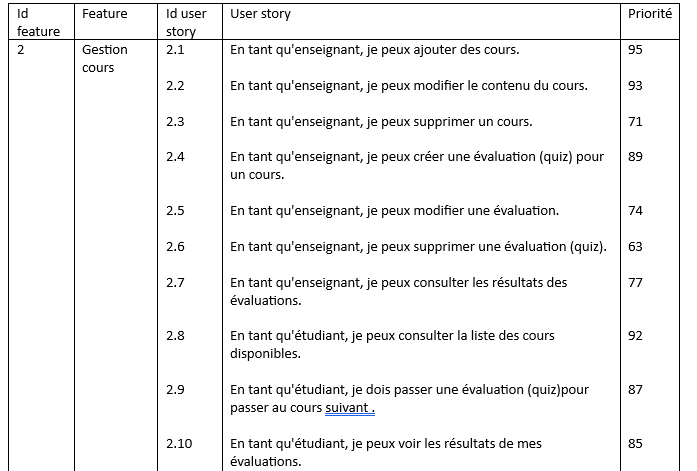 Id feature
Feature
Id user story
User story
Priorité
2
Gestion cours
2.1
En tant qu'enseignant, je peux ajouter des cours.
95
2.2
En tant qu'enseignant, je peux modifier le contenu du cours.
93
2.3
En tant qu'enseignant, je peux supprimer un cours.
71
2.4
En tant qu'enseignant, je peux créer une évaluation (quiz) pour
un cours.
89
2.5
En tant qu'enseignant, je peux modifier une évaluation.
74
2.6
En tant qu'enseignant, je peux supprimer une évaluation (quiz).
63
2.7
En tant qu'enseignant, je peux consulter les résultats des
évaluations.
77
2.8
En tant qu'étudiant, je peux consulter la liste des cours
disponibles.
92
2.9
En tant qu'étudiant, je dois passer une évaluation (quiz)pour
passer au cours suivant .
87
2.10
En tant qu'étudiant, je peux voir les résultats de mes
évaluations.
85